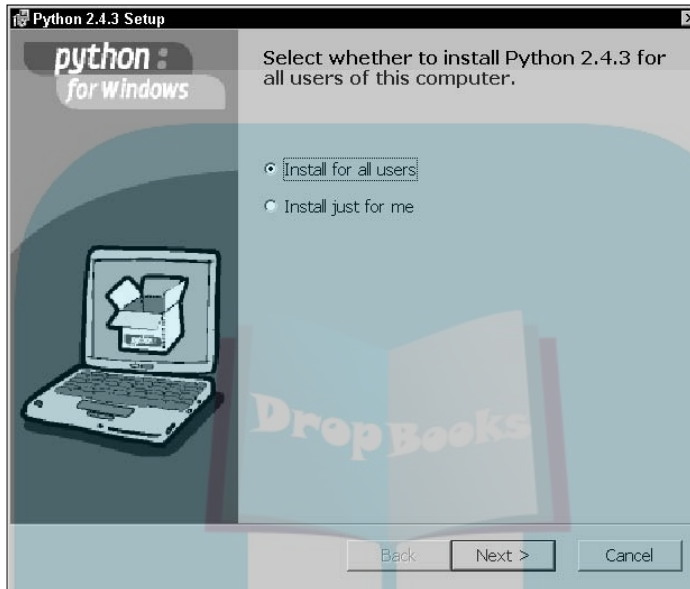 Python 2.4.3 Setup
python
for windows
Select whether to install Python 2.4.3 for
all users of this computer.
Install for all users
Install just for me
python
DropBooks
Back
Next >
Cancel